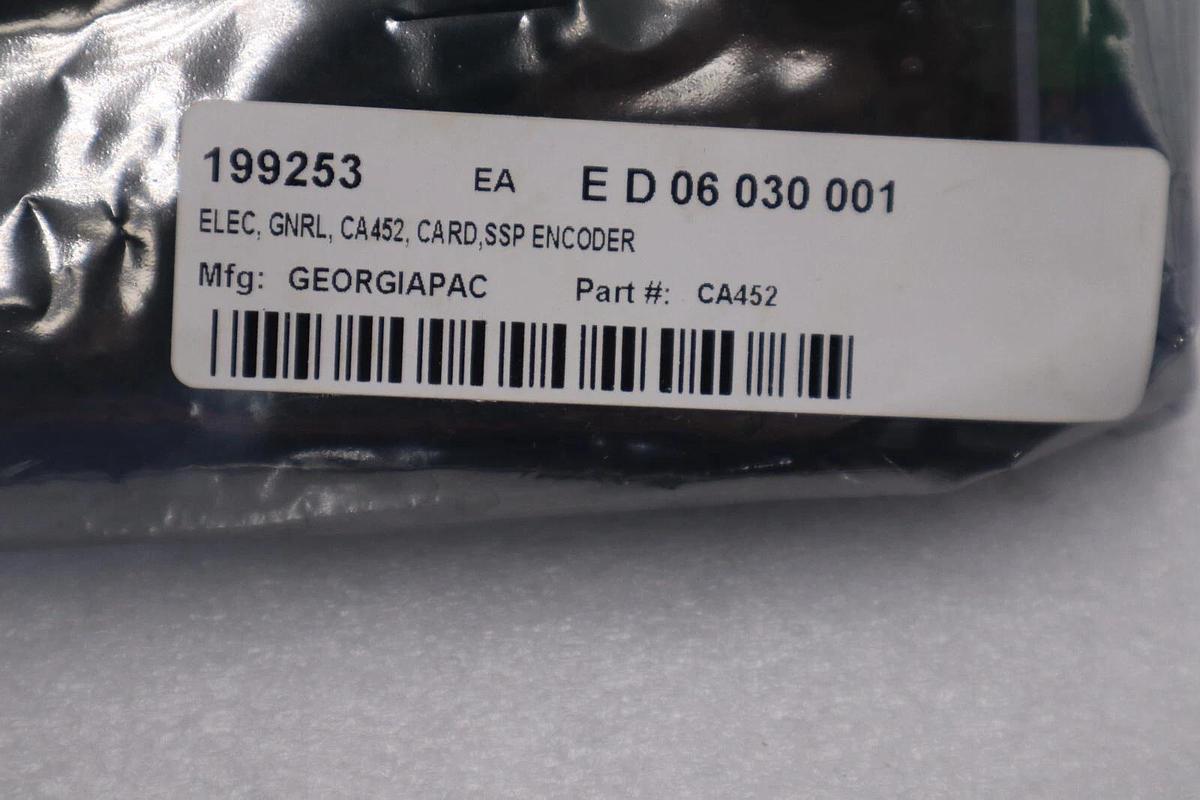 199253 EA E D 06 030 001
ELEC, GNRL, CA452, CARD,SSP ENCODER
Mfg: GEORGIAPAC Part #: CA452